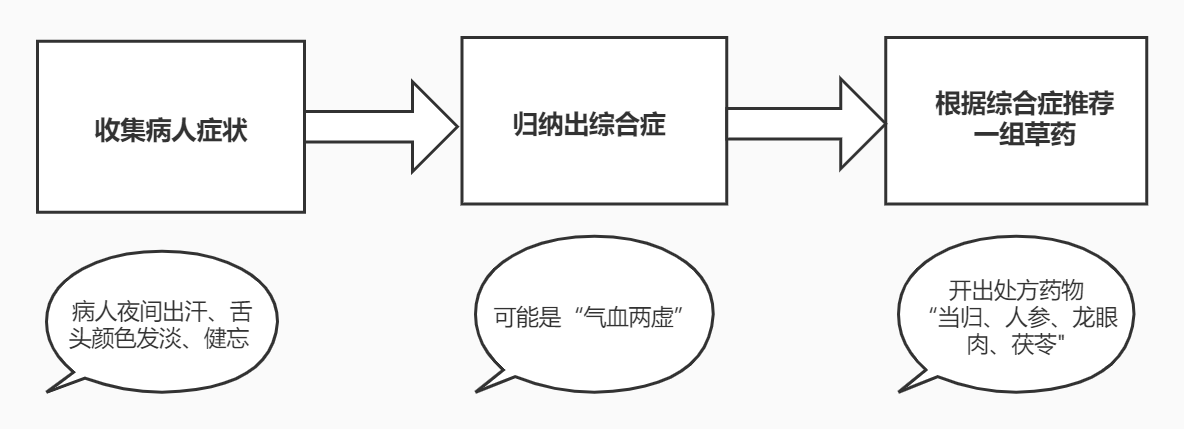 收集病人症状
归纳出综合症
根据综合症推荐
一组草药
病人夜间出汗、舌
头颜色发淡、健忘
可能是“气血两虚”
开出处方药物
“当归、人参、龙眼
肉、茯苓"